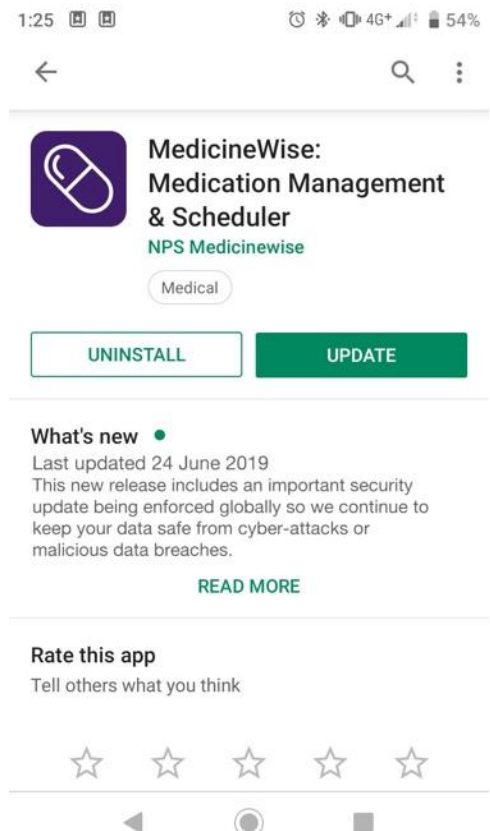 1:25 4G+ 54%
MedicineWise:
Medication Management
& Scheduler
NPS Medicinewise
Medical
UNINSTALL UPDATE
What's new
Last updated 24 June 2019
This new release includes an important security
update being enforced globally so we continue to
keep your data safe from cyber-attacks or
malicious data breaches.
READ MORE
Rate this app
Tell others what you think